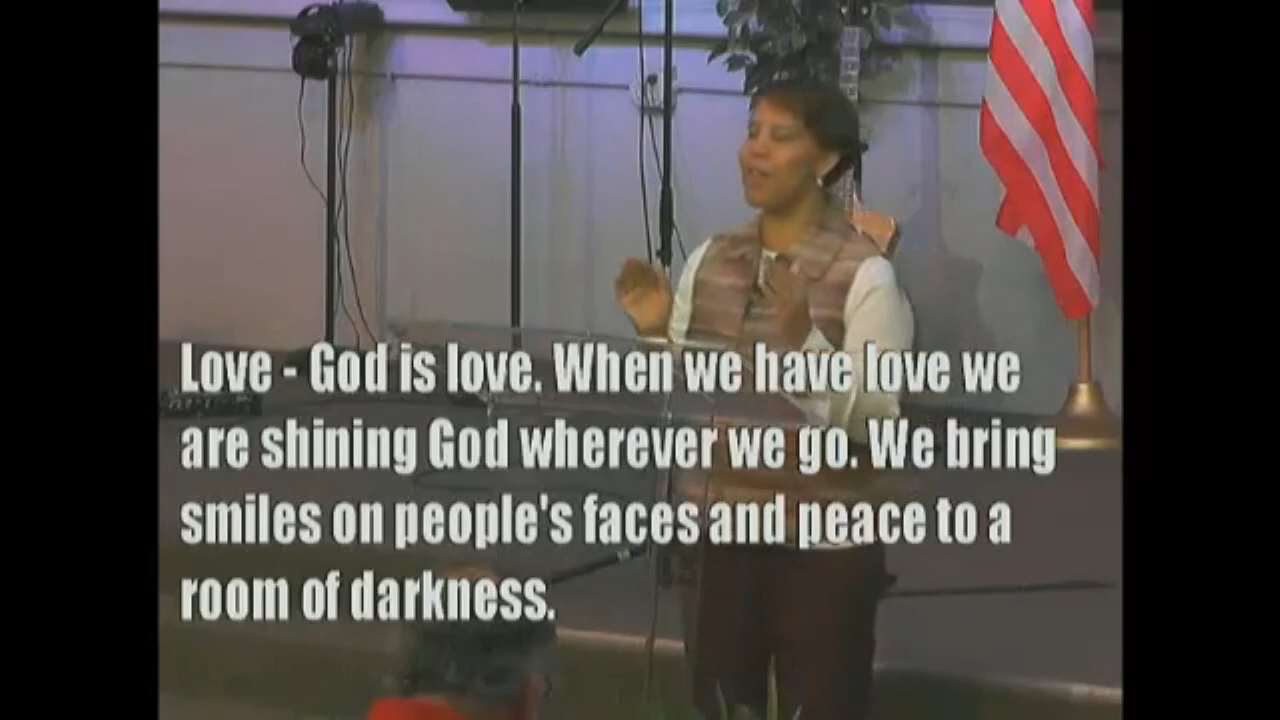 Love - God is love. When we have love we
are shining God wherever we go. We bring
smiles on people's faces and peace to a
room of darkness.